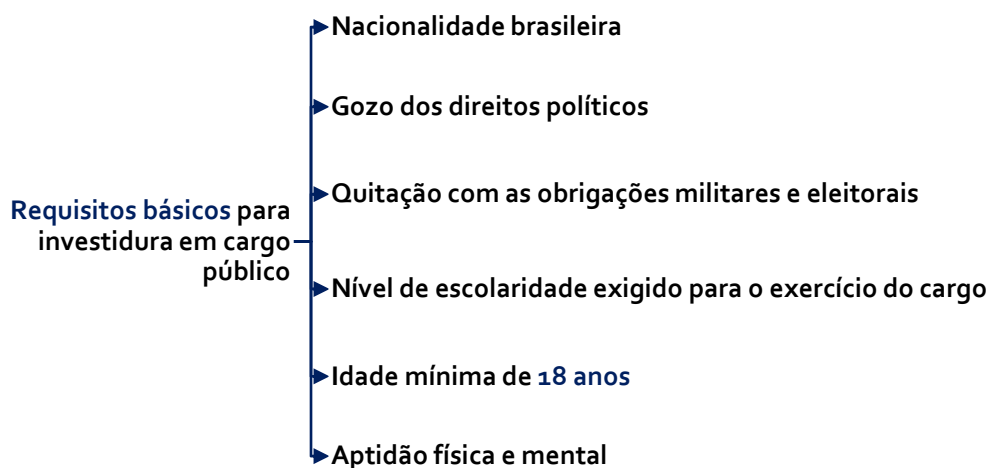 Nacionalidade brasileira
Gozo dos direitos políticos
Quitação com as obrigações militares e eleitorais
Requisitos básicos para
investidura em cargo
público
Nível de escolaridade exigido para o exercício do cargo
Idade mínima de 18 anos
Aptidão física e mental